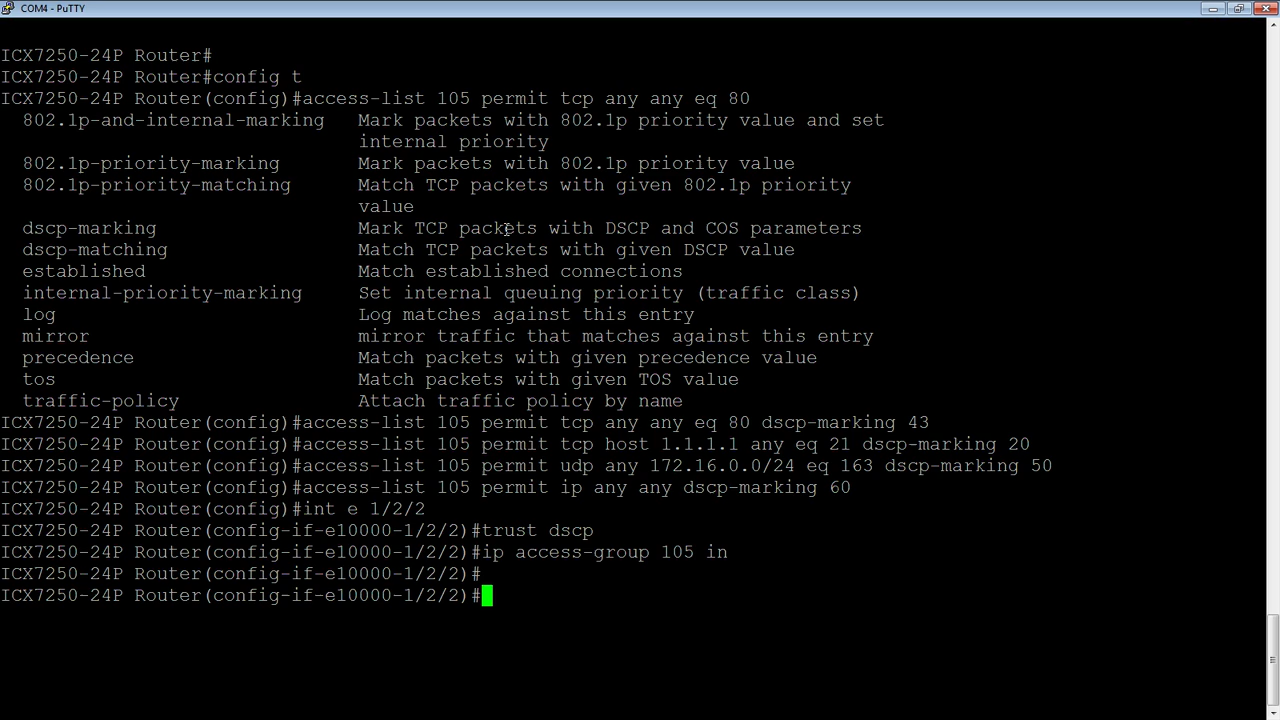 COM4 - PuTTY
ICX7250-24P Router#
ICX7250-24P Router#config t
ICX7250-24P Router(config)#access-list 105 permit tcp any any eq 80
802.1p-and-internal-marking Mark packets with 802.1p priority value and set
internal priority
802.1p-priority-marking Mark packets with 802.1p priority value
802.1p-priority-matching Match TCP packets with given 802.1p priority
value
dscp-marking Mark TCP packets with DSCP and COS parameters
dscp-matching Match TCP packets with given DSCP value
established Match established connections
internal-priority-marking Set internal queuing priority (traffic class)
log Log matches against this entry
mirror mirror traffic that matches against this entry
precedence Match packets with given precedence value
tos Match packets with given TOS value
traffic-policy Attach traffic policy by name
ICX7250-24P Router(config)#access-list 105 permit tcp any any eq 80 dscp-marking 43
ICX7250-24P Router(config)#access-list 105 permit tcp host 1.1.1.1 any eq 21 dscp-marking 20
ICX7250-24P Router(config)#access-list 105 permit udp any 172.16.0.0/24 eq 163 dscp-marking 50
ICX7250-24P Router(config)#access-list 105 permit ip any any dscp-marking 60
ICX7250-24P Router(config)#int e 1/2/2
ICX7250-24P Router(config-if-e10000-1/2/2)#trust dscp
ICX7250-24P Router(config-if-e10000-1/2/2)#ip access-group 105 in
ICX7250-24P Router(config-if-e10000-1/2/2)#
ICX7250-24P Router(config-if-e10000-1/2/2)#